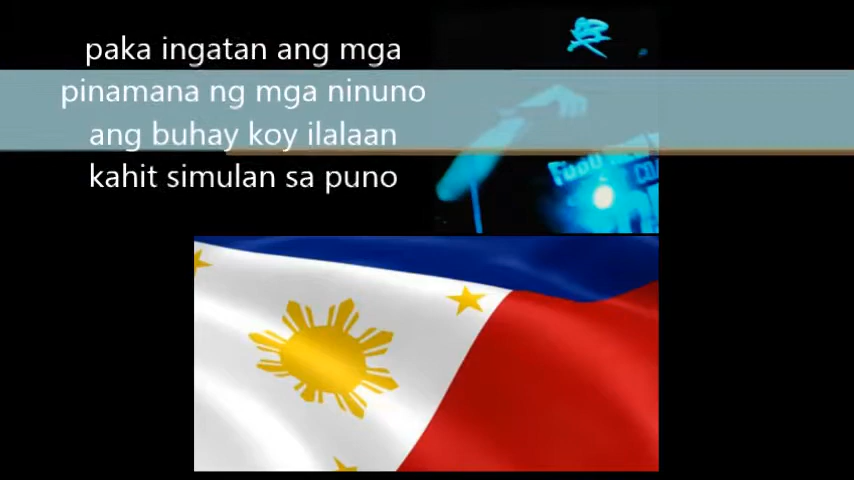 paka ingatan ang mga
pinamana ng mga ninuno
ang buhay koy ilalaan
kahit simulan sa puno